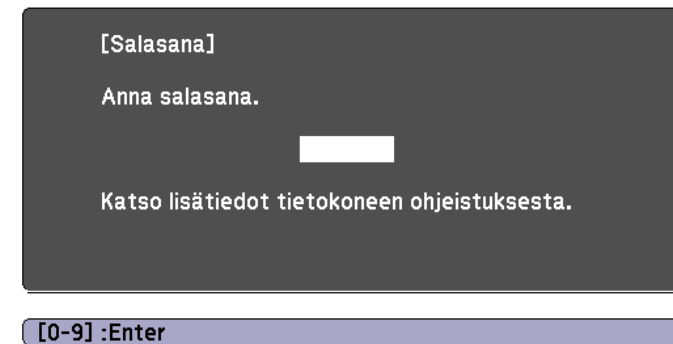 [Salasana]
Anna salasana.
Katso lisätiedot tietokoneen ohjeistuksesta.
[0-9] :Enter